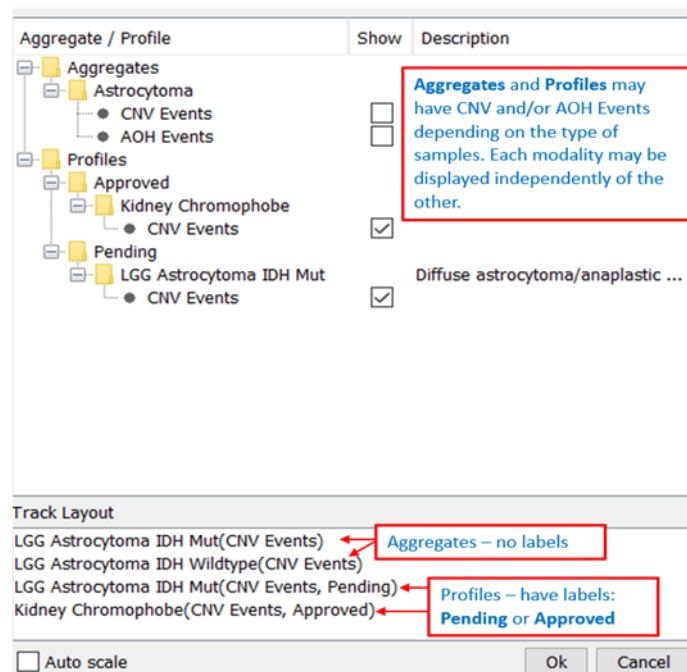 Aggregate / Profile Show Description
Aggregates
Astrocytoma
CNV Events
AOH Events
Profiles
Approved
Kidney Chromophobe
CNV Events
Pending
LGG Astrocytoma IDH Mut Diffuse astrocytoma/anaplastic ...
CNV Events
Aggregates and Profiles may
have CNV and/or AOH Events
depending on the type of
samples. Each modality may be
displayed independently of the
other.
Track Layout
LGG Astrocytoma IDH Mut(CNV Events)
LGG Astrocytoma IDH Wildtype(CNV Events)
LGG Astrocytoma IDH Mut(CNV Events, Pending)
Kidney Chromophobe(CNV Events, Approved)
Aggregates – no labels
Profiles – have labels:
Pending or Approved
Auto scale Ok Cancel